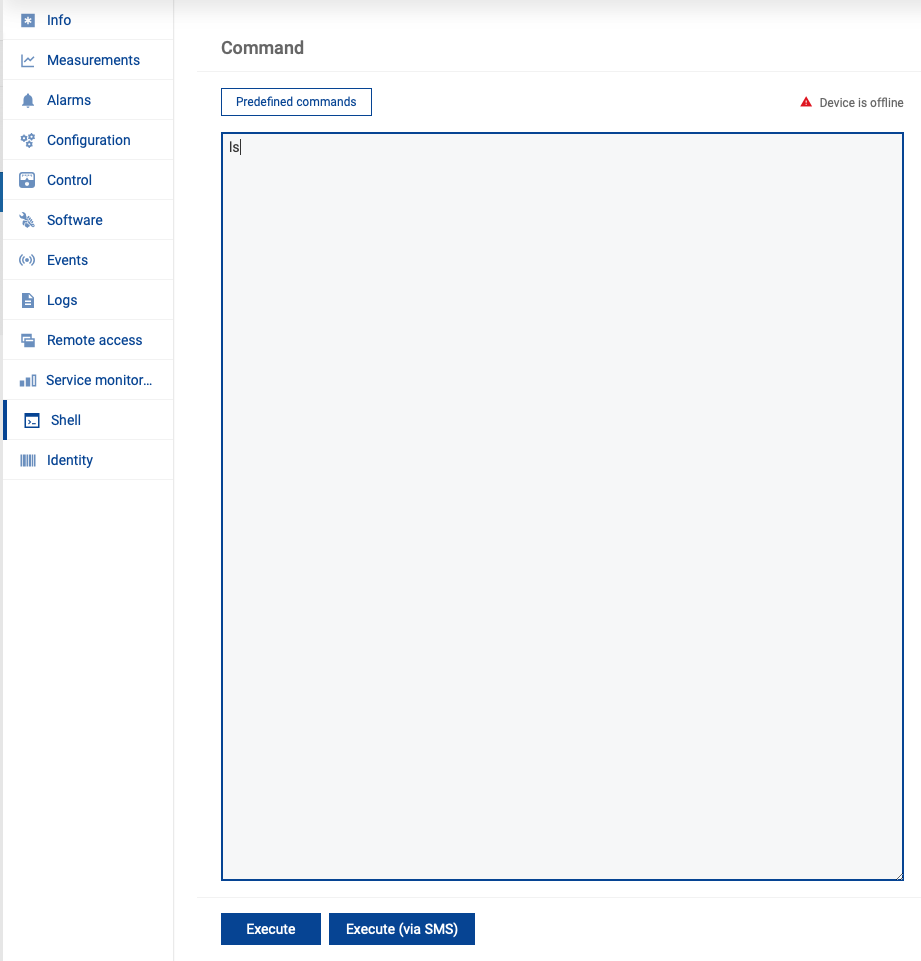 Info
Measurements
Alarms
Configuration
Control
Software
Events
Logs
Remote access
Service monitor...
Shell
Identity
Command
Predefined commands
Device is offline
ls
Execute
Execute (via SMS)